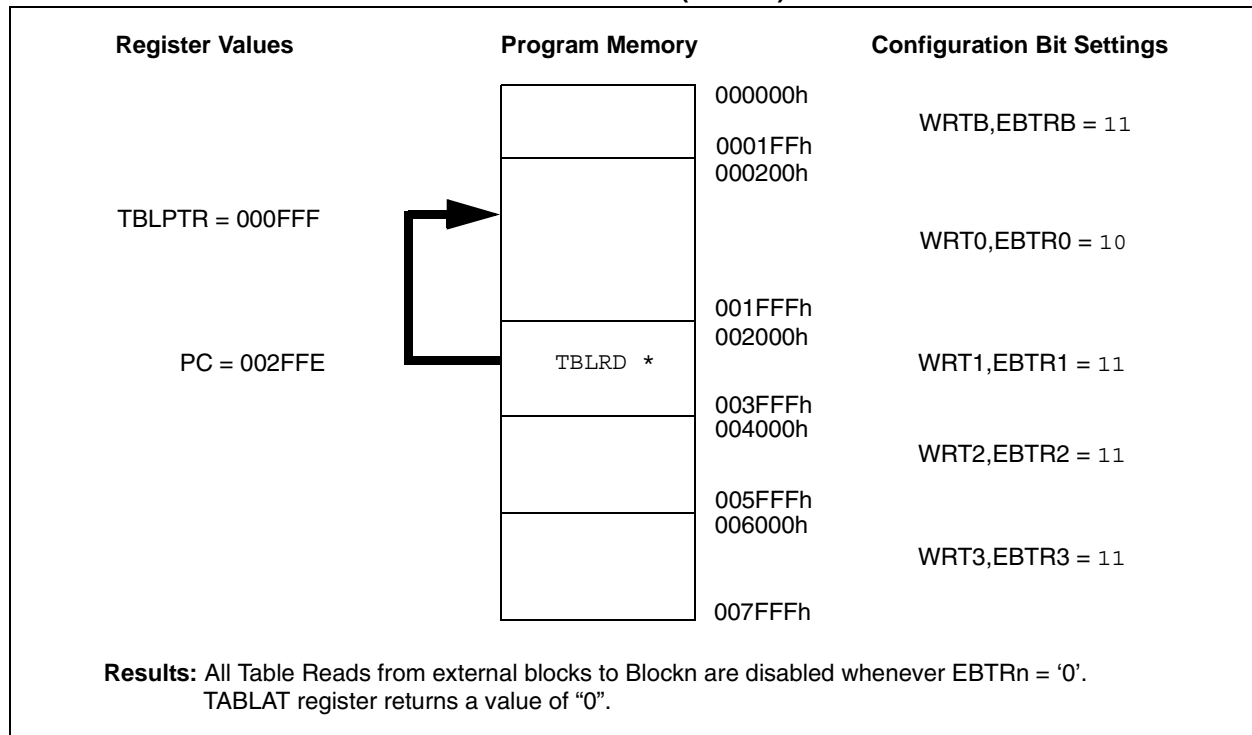 Register Values Program Memory Configuration Bit Settings
000000h
WRTB,EBTRB = 11
0001FFh
000200h
TBLPTR = 000FFF
WRT0,EBTR0 = 10
001FFFh
002000h
PC = 002FFE TBLRD * WRT1,EBTR1 = 11
003FFFh
004000h
WRT2,EBTR2 = 11
005FFFh
006000h
WRT3,EBTR3 = 11
007FFFh
Results: All Table Reads from external blocks to Blockn are disabled whenever EBTRn = ‘0’.
TABLAT register returns a value of “0”.